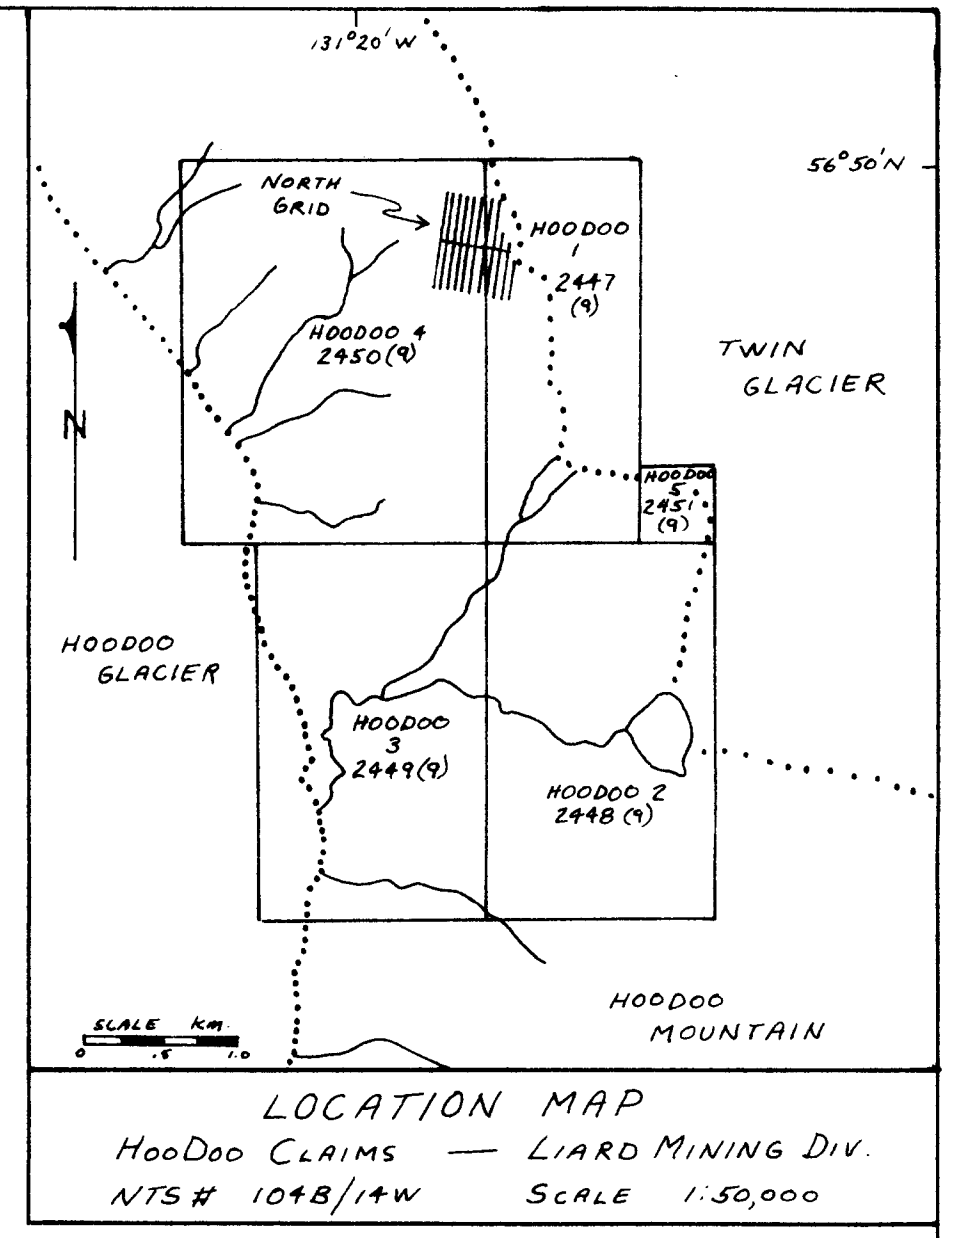 131°20' W
56°50'N
NORTH
GRID
HOODOO
1
2447
(9)
HOODOO 4
2450(9)
TWIN
GLACIER
N
HOODOO
5
2451
(9)
HOODOO
GLACIER
HOODOO
3
2449(9)
HOODOO 2
2448(9)
HOODOO
MOUNTAIN
SCALE KM.
0 .5 1.0
LOCATION MAP
HOODOO CLAIMS — LIARD MINING DIV.
NTS # 104B/14W SCALE 1:50,000